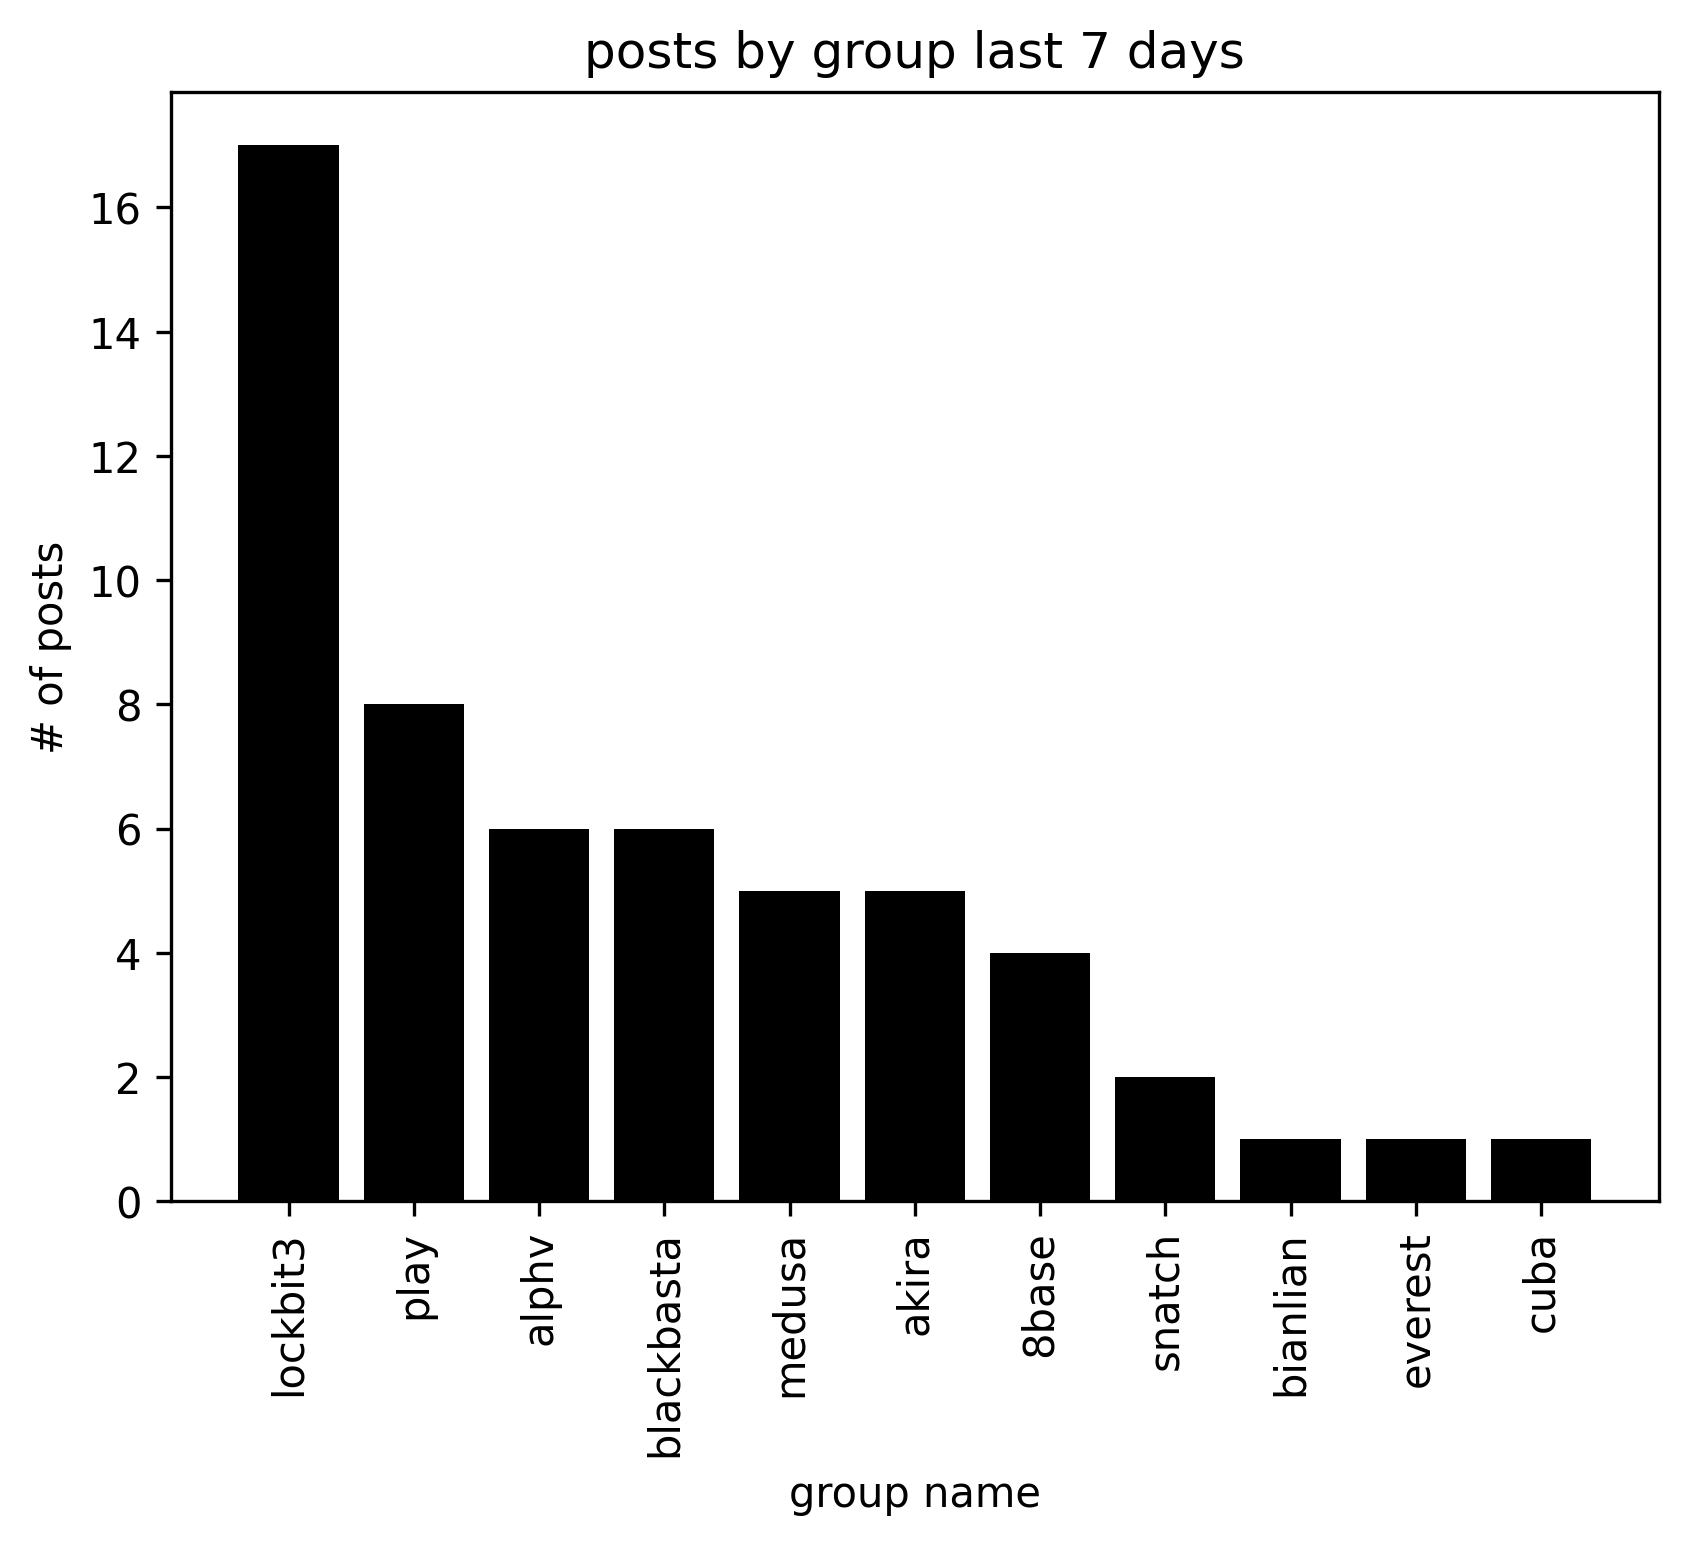 posts by group last 7 days
# of posts
16
14
12
10
8
6
4
2
0
lockbit3
play
alphv
blackbasta
medusa
akira
8base
snatch
bianlian
everest
cuba
group name